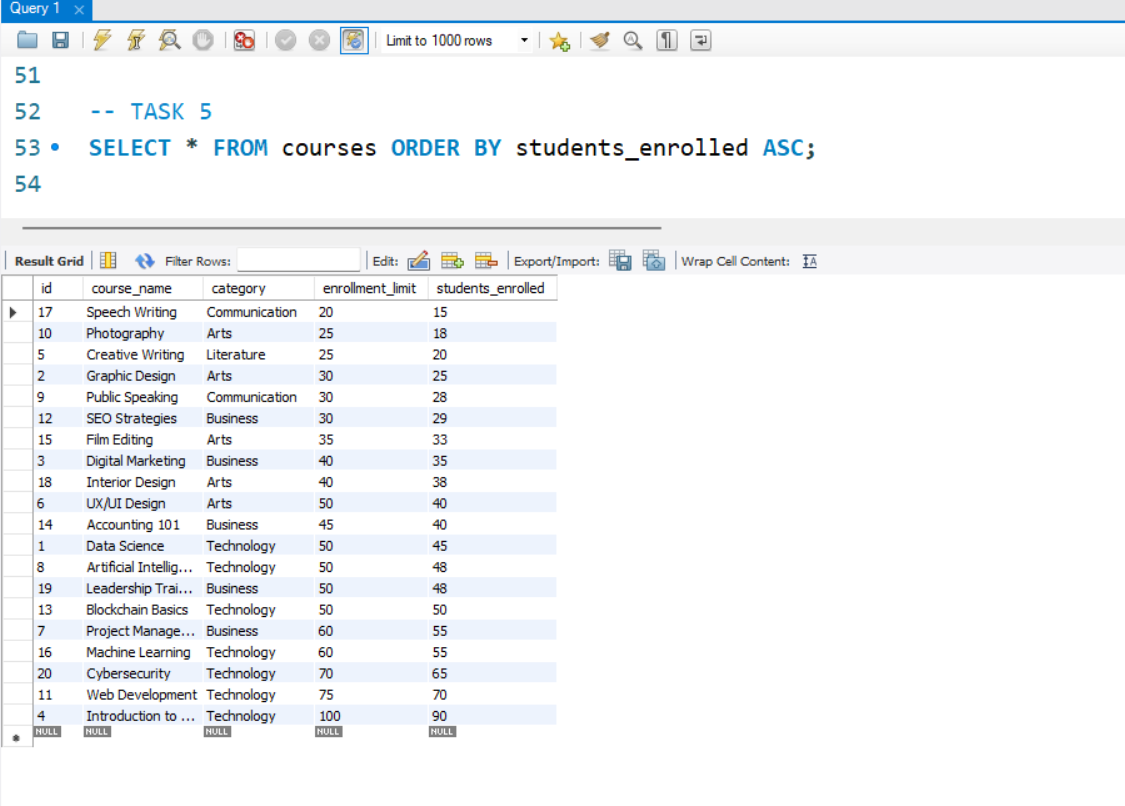 Query 1
Limit to 1000 rows
51
52 -- TASK 5
53 SELECT * FROM courses ORDER BY students_enrolled ASC;
54
Result Grid Filter Rows: Edit: Export/Import: Wrap Cell Content:
id course_name category enrollment_limit students_enrolled
17 Speech Writing Communication 20 15
10 Photography Arts 25 18
5 Creative Writing Literature 25 20
2 Graphic Design Arts 30 25
9 Public Speaking Communication 30 28
12 SEO Strategies Business 30 29
15 Film Editing Arts 35 33
3 Digital Marketing Business 40 35
18 Interior Design Arts 40 38
6 UX/UI Design Arts 50 40
14 Accounting 101 Business 45 40
1 Data Science Technology 50 45
8 Artificial Intellig... Technology 50 48
19 Leadership Trai... Business 50 48
13 Blockchain Basics Technology 50 50
7 Project Manage... Business 60 55
16 Machine Learning Technology 60 55
20 Cybersecurity Technology 70 65
11 Web Development Technology 75 70
4 Introduction to ... Technology 100 90
NULL NULL NULL NULL NULL